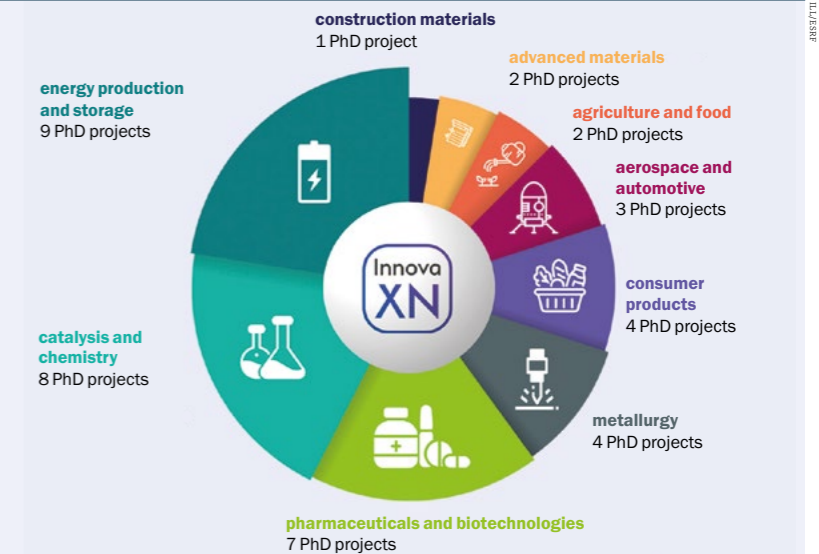 construction materials
1 PhD project
advanced materials
2 PhD projects
agriculture and food
2 PhD projects
aerospace and
automotive
3 PhD projects
consumer
products
4 PhD projects
metallurgy
4 PhD projects
pharmaceuticals and biotechnologies
7 PhD projects
catalysis and
chemistry
8 PhD projects
energy production
and storage
9 PhD projects
Innova
XN
ILL/ESRF